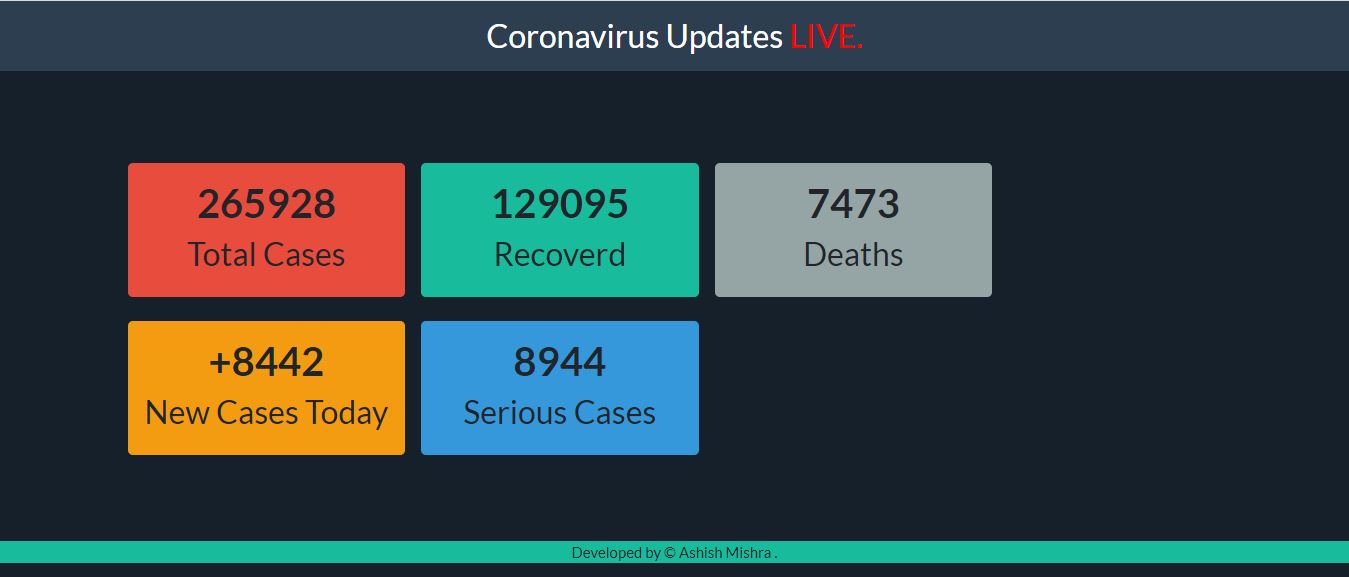 Coronavirus Updates LIVE.
265928
Total Cases
129095
Recoverd
7473
Deaths
+8442
New Cases Today
8944
Serious Cases
Developed by © Ashish Mishra .